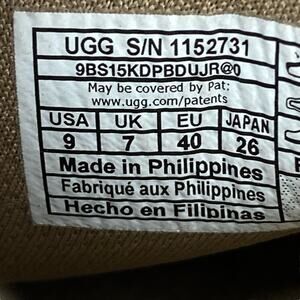 UGG S/N 1152731
9BS15KDPBDUJR@0
May be covered by Pat:
www.ugg.com/patents
USA UK EU JAPAN
9 7 40 26
Made in Philippines
Fabriqué aux Philippines
Hecho en Filipinas